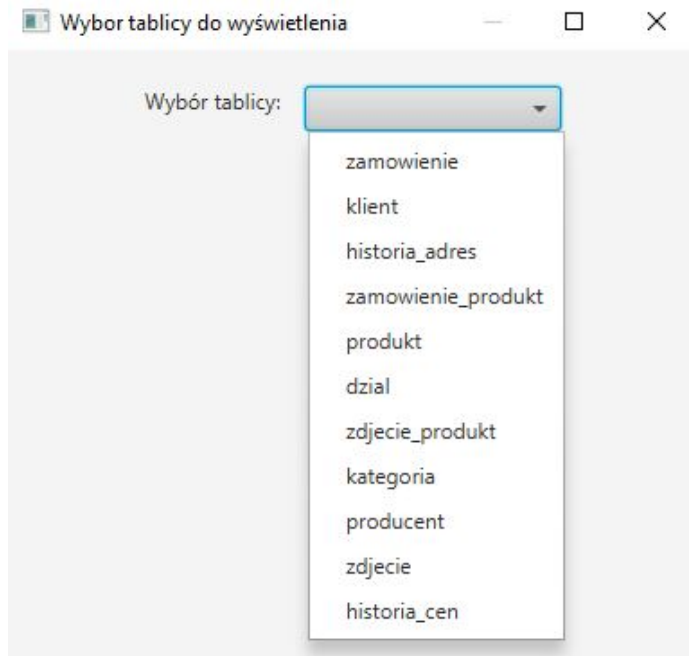 Wybor tablicy do wyświetlenia
Wybór tablicy:
zamowienie
klient
historia_adres
zamowienie_produkt
produkt
dzial
zdjecie_produkt
kategoria
producent
zdjecie
historia_cen